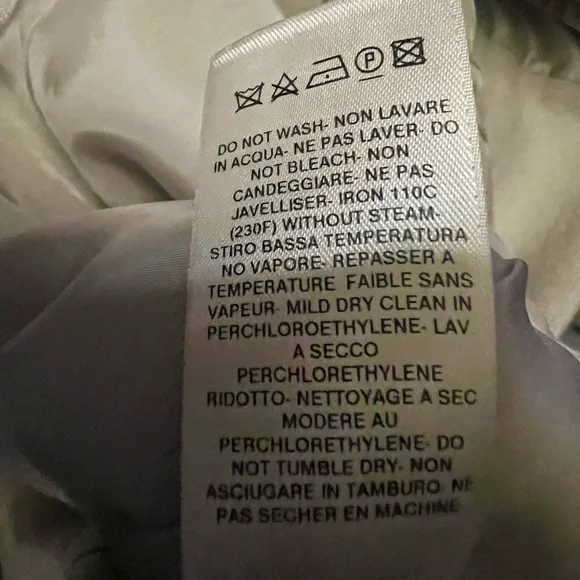 P
DO NOT WASH- NON LAVARE
IN ACQUA- NE PAS LAVER- DO
NOT BLEACH- NON
CANDEGGIARE- NE PAS
JAVELLISER- IRON 110C
(230F) WITHOUT STEAM-
STIRO BASSA TEMPERATURA
NO VAPORE- REPASSER A
TEMPERATURE FAIBLE SANS
VAPEUR- MILD DRY CLEAN IN
PERCHLOROETHYLENE- LAV
A SECCO
PERCHLORETHYLENE
RIDOTTO- NETTOYAGE A SEC
MODERE AU
PERCHLORETHYLENE- DO
NOT TUMBLE DRY- NON
ASCIUGARE IN TAMBURO- NE
PAS SECHER EN MACHINE